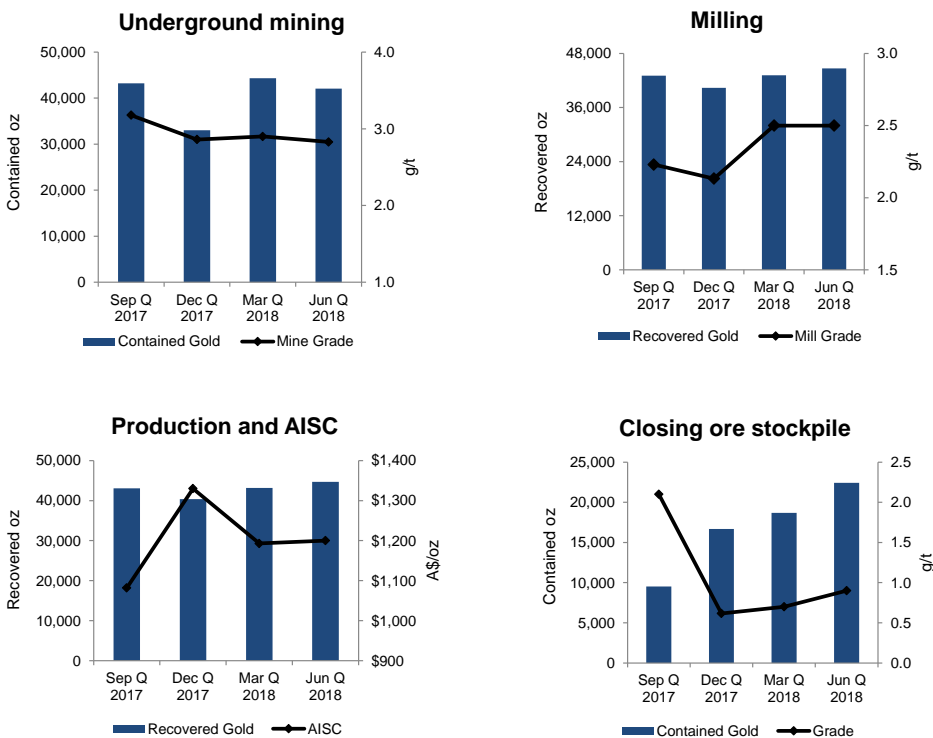 Underground mining
50,000
40,000
30,000
20,000
10,000
0
Contained oz
4.0
3.0
2.0
1.0
g/t
Sep Q 2017
Dec Q 2017
Mar Q 2018
Jun Q 2018
Contained Gold
Mine Grade
Milling
48,000
36,000
24,000
12,000
0
Recovered oz
3.0
2.5
2.0
1.5
g/t
Sep Q 2017
Dec Q 2017
Mar Q 2018
Jun Q 2018
Recovered Gold
Mill Grade
Production and AISC
50,000
40,000
30,000
20,000
10,000
0
Recovered oz
$1,400
$1,300
$1,200
$1,100
$1,000
$900
A$/oz
Sep Q 2017
Dec Q 2017
Mar Q 2018
Jun Q 2018
Recovered Gold
AISC
Closing ore stockpile
25,000
20,000
15,000
10,000
5,000
0
Contained oz
2.5
2.0
1.5
1.0
0.5
0.0
g/t
Sep Q 2017
Dec Q 2017
Mar Q 2018
Jun Q 2018
Contained Gold
Grade